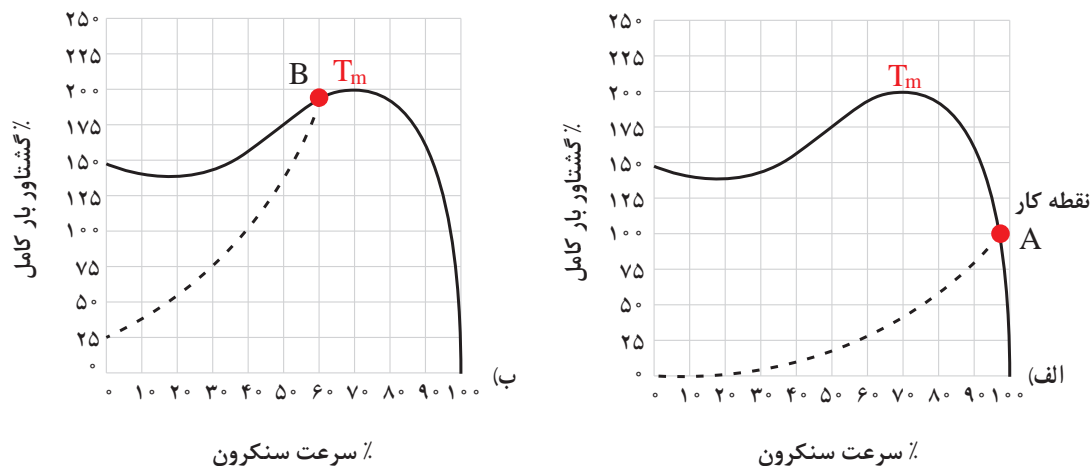 ٪ گشتاور بار کامل
۲۵۰
۲۲۵
۲۰۰
۱۷۵
۱۵۰
۱۲۵
۱۰۰
۷۵
۵۰
۲۵
۰
Tm
نقطه کار
A
۰ ۱۰ ۲۰ ۳۰ ۴۰ ۵۰ ۶۰ ۷۰ ۸۰ ۹۰ ۱۰۰
الف)
٪ سرعت سنکرون
٪ گشتاور بار کامل
۲۵۰
۲۲۵
۲۰۰
۱۷۵
۱۵۰
۱۲۵
۱۰۰
۷۵
۵۰
۲۵
۰
B
Tm
۰ ۱۰ ۲۰ ۳۰ ۴۰ ۵۰ ۶۰ ۷۰ ۸۰ ۹۰ ۱۰۰
ب)
٪ سرعت سنکرون